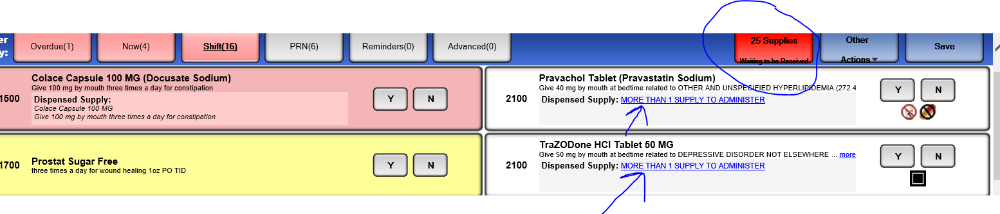 er
y:
Overdue(1)
Now(4)
Shift(16)
PRN(6)
Reminders(0)
Advanced(0)
25 Supplies
Waiting to be Received
Other
Actions
Save
1500
Colace Capsule 100 MG (Docusate Sodium)
Give 100 mg by mouth three times a day for constipation
Dispensed Supply:
Colace Capsule 100 MG
Give 100 mg by mouth three times a day for constipation
Y N
2100
Pravachol Tablet (Pravastatin Sodium)
Give 40 mg by mouth at bedtime related to OTHER AND UNSPECIFIED HYPERLIPIDEMIA (272.4
Dispensed Supply: MORE THAN 1 SUPPLY TO ADMINISTER
Y N
1700
Prostat Sugar Free
three times a day for wound healing 1oz PO TID
Y N
2100
TraZODone HCl Tablet 50 MG
Give 50 mg by mouth at bedtime related to DEPRESSIVE DISORDER NOT ELSEWHERE ... more
Dispensed Supply: MORE THAN 1 SUPPLY TO ADMINISTER
Y N